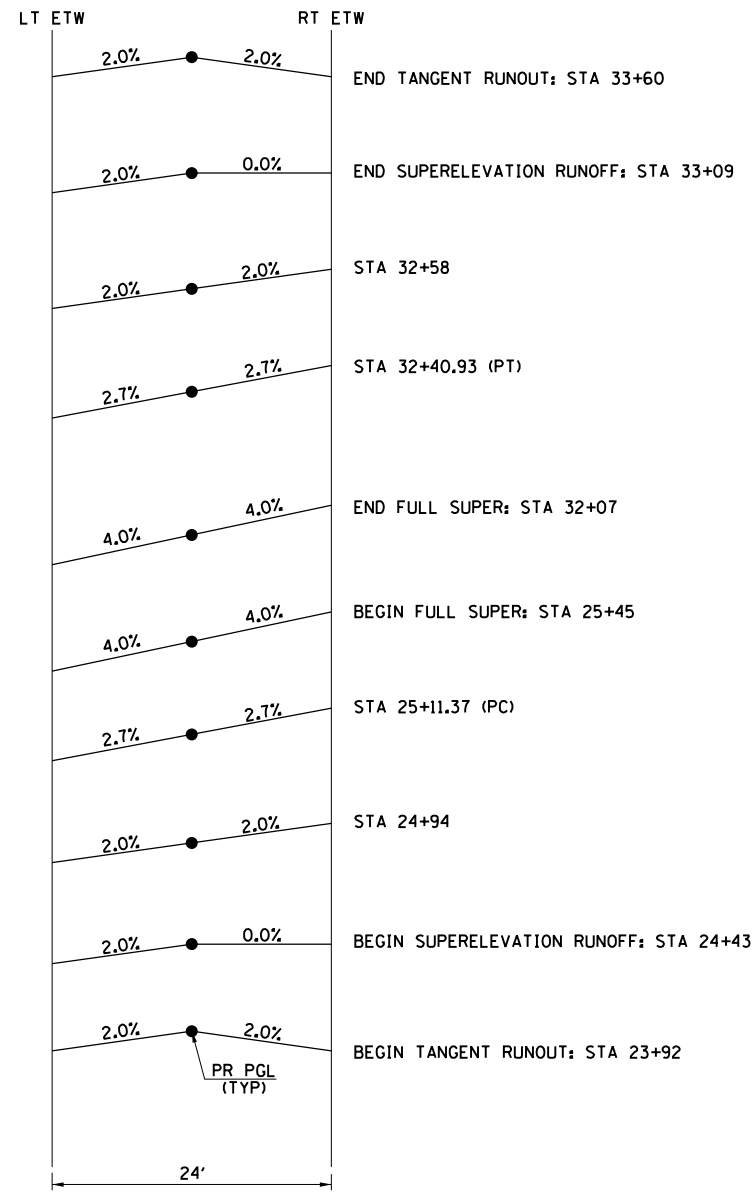 LT ETW RT ETW
2.0% 2.0%
END TANGENT RUNOUT: STA 33+60
2.0% 0.0%
END SUPERELEVATION RUNOFF: STA 33+09
2.0% 2.0%
STA 32+58
2.7% 2.7%
STA 32+40.93 (PT)
4.0% 4.0%
END FULL SUPER: STA 32+07
4.0% 4.0%
BEGIN FULL SUPER: STA 25+45
2.7% 2.7%
STA 25+11.37 (PC)
2.0% 2.0%
STA 24+94
2.0% 0.0%
BEGIN SUPERELEVATION RUNOFF: STA 24+43
2.0% 2.0%
BEGIN TANGENT RUNOUT: STA 23+92
PR PGL
(TYP)
24'